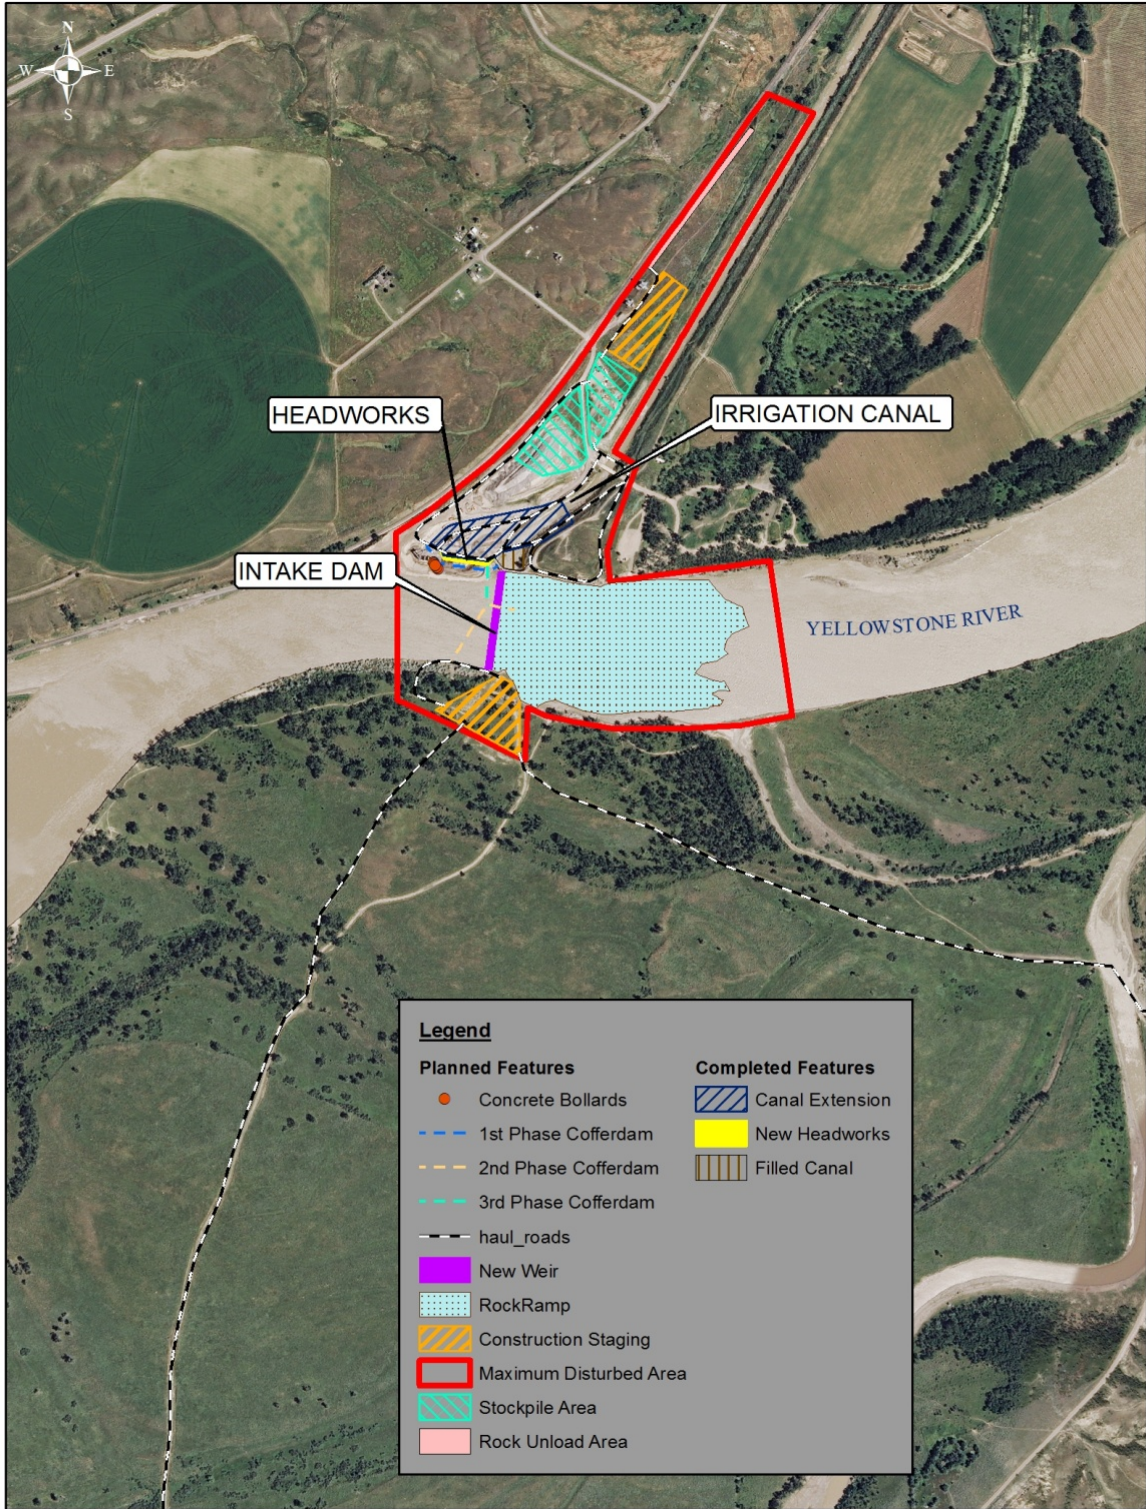 N
W E
S
HEADWORKS
IRRIGATION CANAL
INTAKE DAM
YELLOWSTONE RIVER
Legend
Planned Features
Concrete Bollards
1st Phase Cofferdam
2nd Phase Cofferdam
3rd Phase Cofferdam
haul_roads
New Weir
RockRamp
Construction Staging
Maximum Disturbed Area
Stockpile Area
Rock Unload Area
Completed Features
Canal Extension
New Headworks
Filled Canal